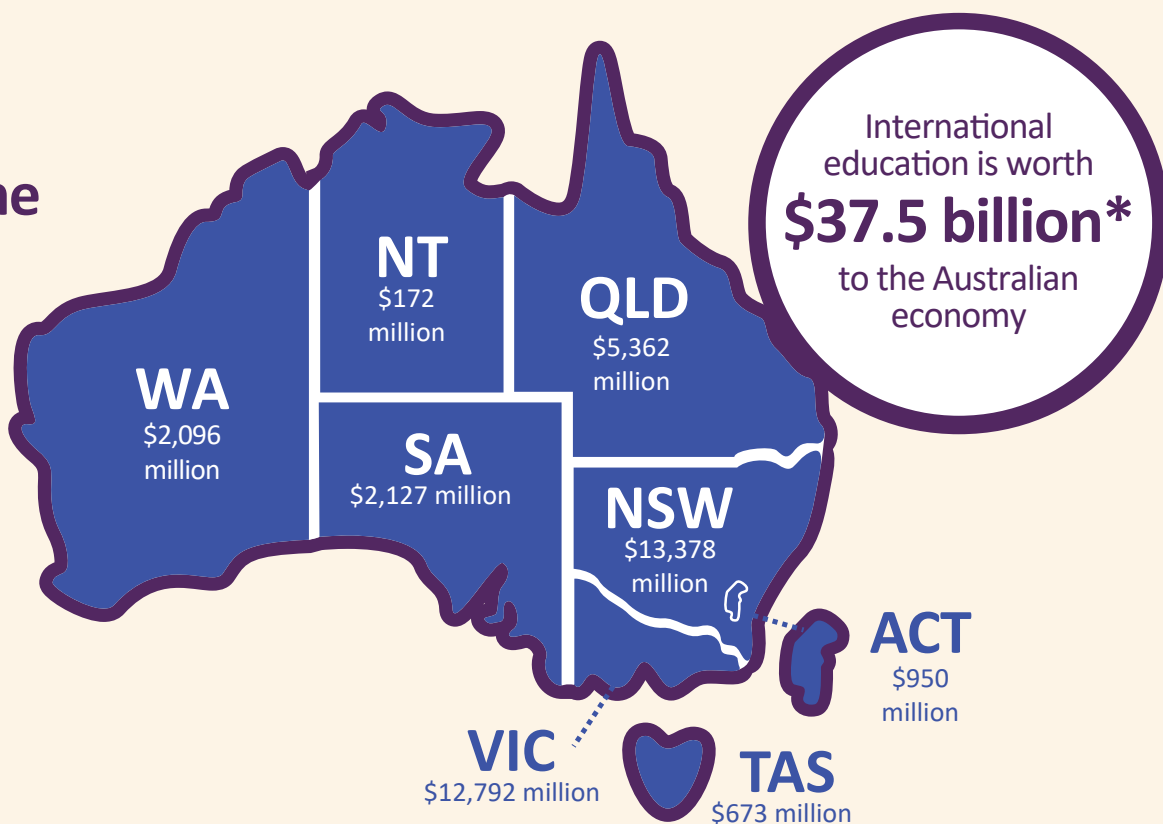 ne
International
education is worth
$37.5 billion*
to the Australian
economy
NT
$172
million
QLD
$5,362
million
WA
$2,096
million
SA
$2,127 million
NSW
$13,378
million
ACT
$950
million
VIC
$12,792 million
TAS
$673 million